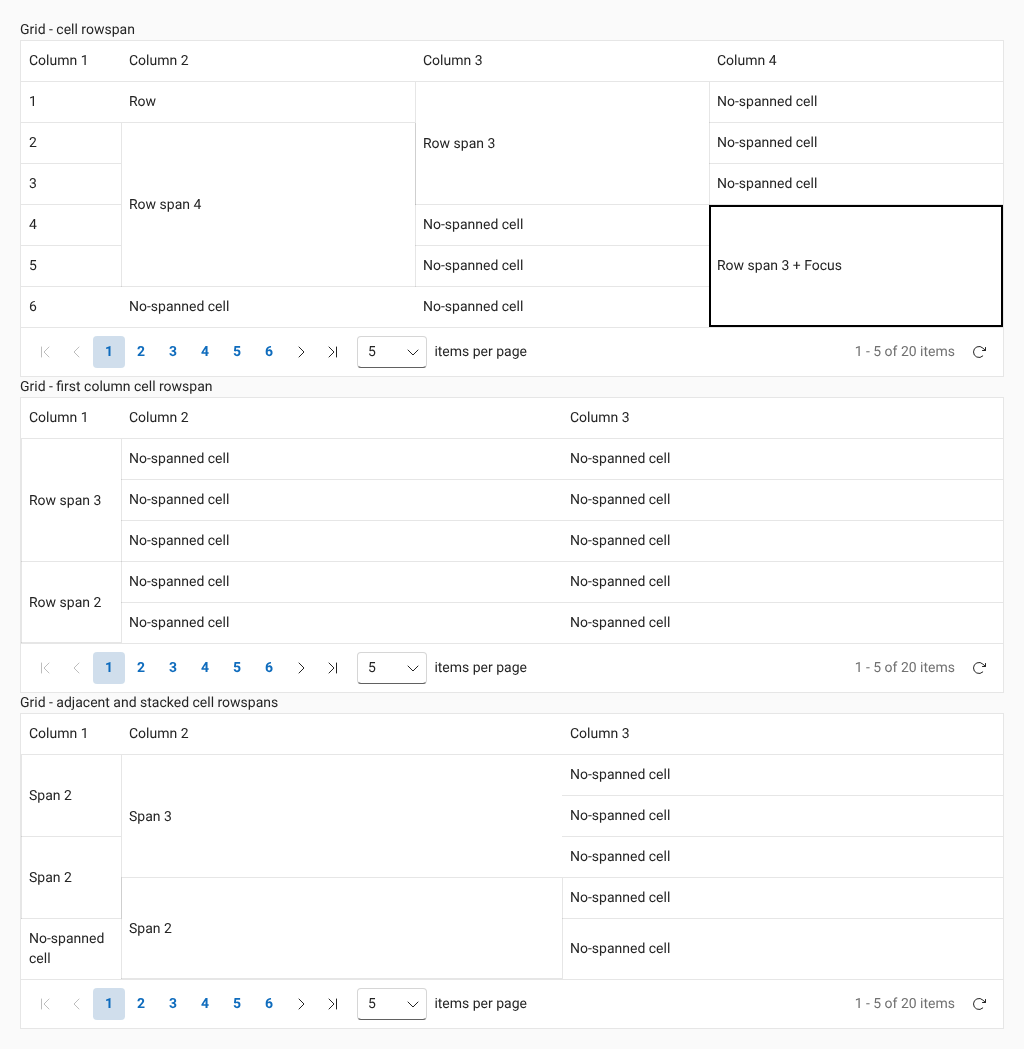 Grid - cell rowspan
Column 1 Column 2 Column 3 Column 4
1 Row No-spanned cell
Row span 3
2 No-spanned cell
3 No-spanned cell
Row span 4
4 No-spanned cell
5 No-spanned cell Row span 3 + Focus
6 No-spanned cell No-spanned cell
1 2 3 4 5 6 5 items per page 1 - 5 of 20 items
Grid - first column cell rowspan
Column 1 Column 2 Column 3
No-spanned cell No-spanned cell
Row span 3 No-spanned cell No-spanned cell
No-spanned cell No-spanned cell
No-spanned cell No-spanned cell
Row span 2
No-spanned cell No-spanned cell
1 2 3 4 5 6 5 items per page 1 - 5 of 20 items
Grid - adjacent and stacked cell rowspans
Column 1 Column 2 Column 3
No-spanned cell
Span 2
Span 3 No-spanned cell
No-spanned cell
Span 2
No-spanned cell
Span 2
No-spanned
cell
No-spanned cell
1 2 3 4 5 6 5 items per page 1 - 5 of 20 items